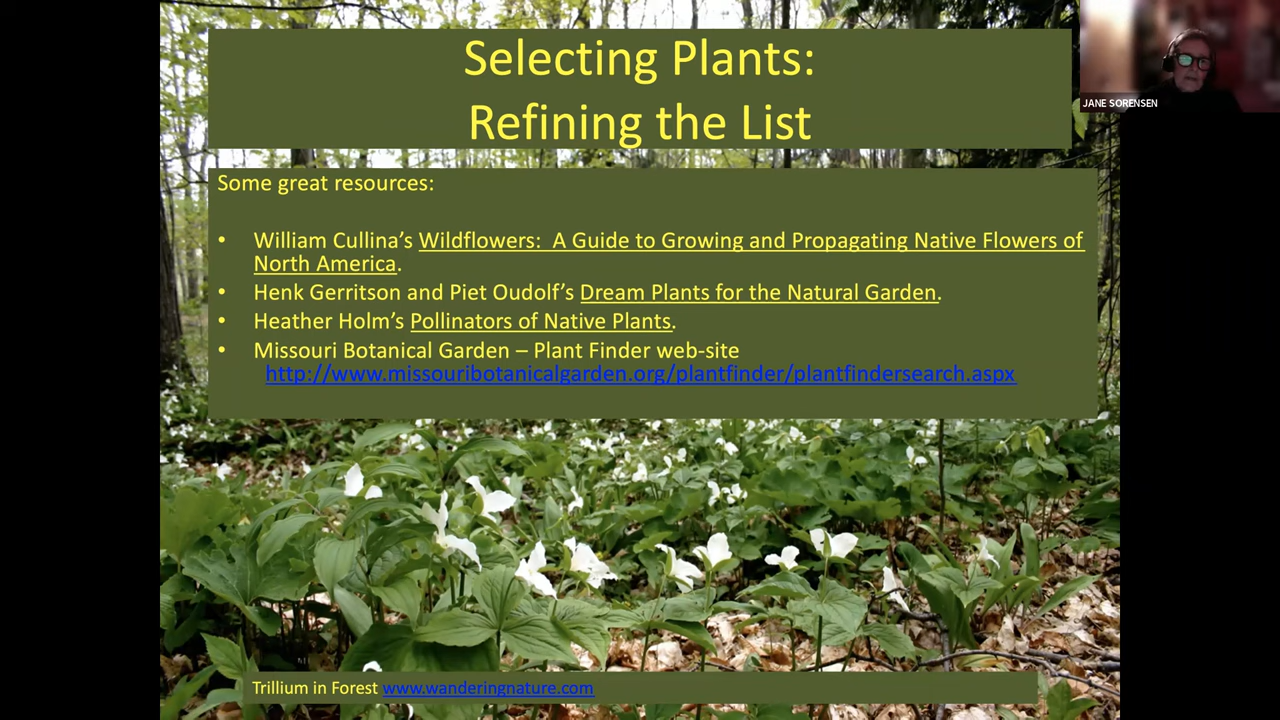 Selecting Plants:
Refining the List
JANE SORENSEN
Some great resources:
• William Cullina’s Wildflowers:  A Guide to Growing and Propagating Native Flowers of
North America.
• Henk Gerritson and Piet Oudolf’s Dream Plants for the Natural Garden.
• Heather Holm’s Pollinators of Native Plants.
• Missouri Botanical Garden – Plant Finder web-site
http://www.missouribotanicalgarden.org/plantfinder/plantfindersearch.aspx
Trillium in Forest www.wanderingnature.com